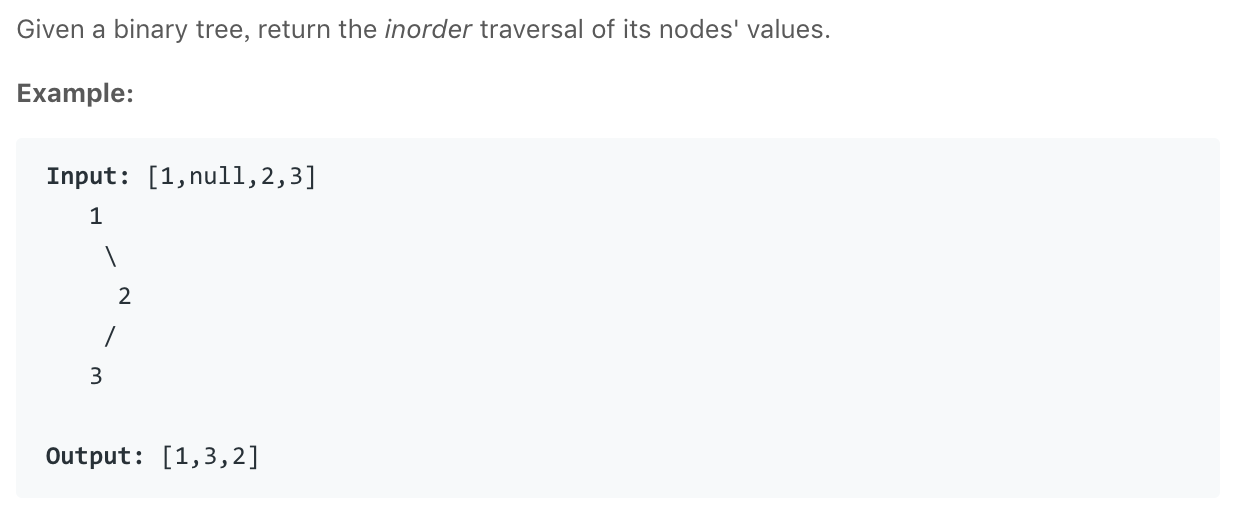 Given a binary tree, return the inorder traversal of its nodes' values.
Example:
Input: [1,null,2,3]
   1
    \
     2
    /
   3
Output: [1,3,2]